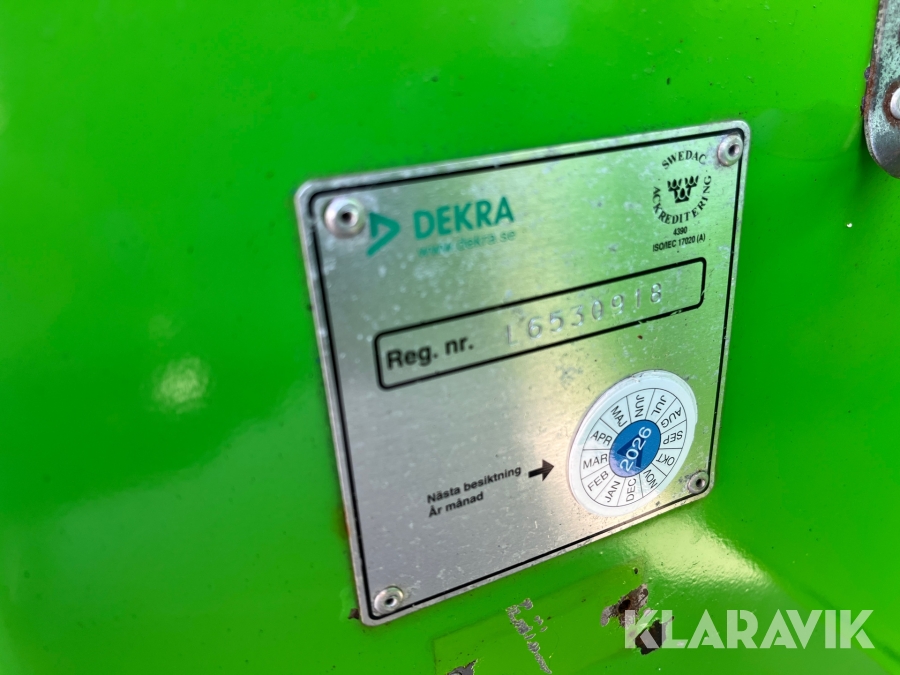 DEKRA
www.dekra.se
SWEDAC
ACKREDITERING
4390
ISO/IEC 17020 (A)
Reg. nr. L6530918
Nästa besiktning
År månad
2026
JAN
FEB
MAR
APR
MAJ
JUN
JUL
AUG
SEP
OKT
NOV
DEC
KLARAVIK